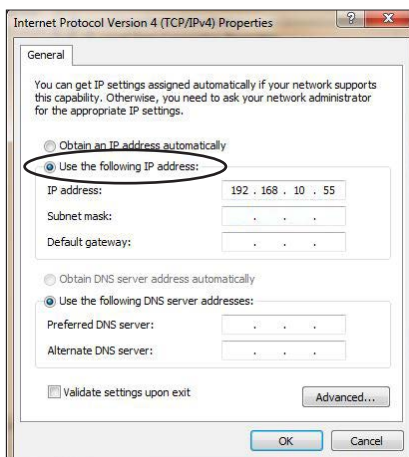 Internet Protocol Version 4 (TCP/IPv4) Properties
? X
General
You can get IP settings assigned automatically if your network supports
this capability. Otherwise, you need to ask your network administrator
for the appropriate IP settings.
Obtain an IP address automatically
Use the following IP address:
IP address: 192 . 168 . 10 . 55
Subnet mask: . . .
Default gateway: . . .
Obtain DNS server address automatically
Use the following DNS server addresses:
Preferred DNS server: . . .
Alternate DNS server: . . .
Validate settings upon exit Advanced...
OK Cancel